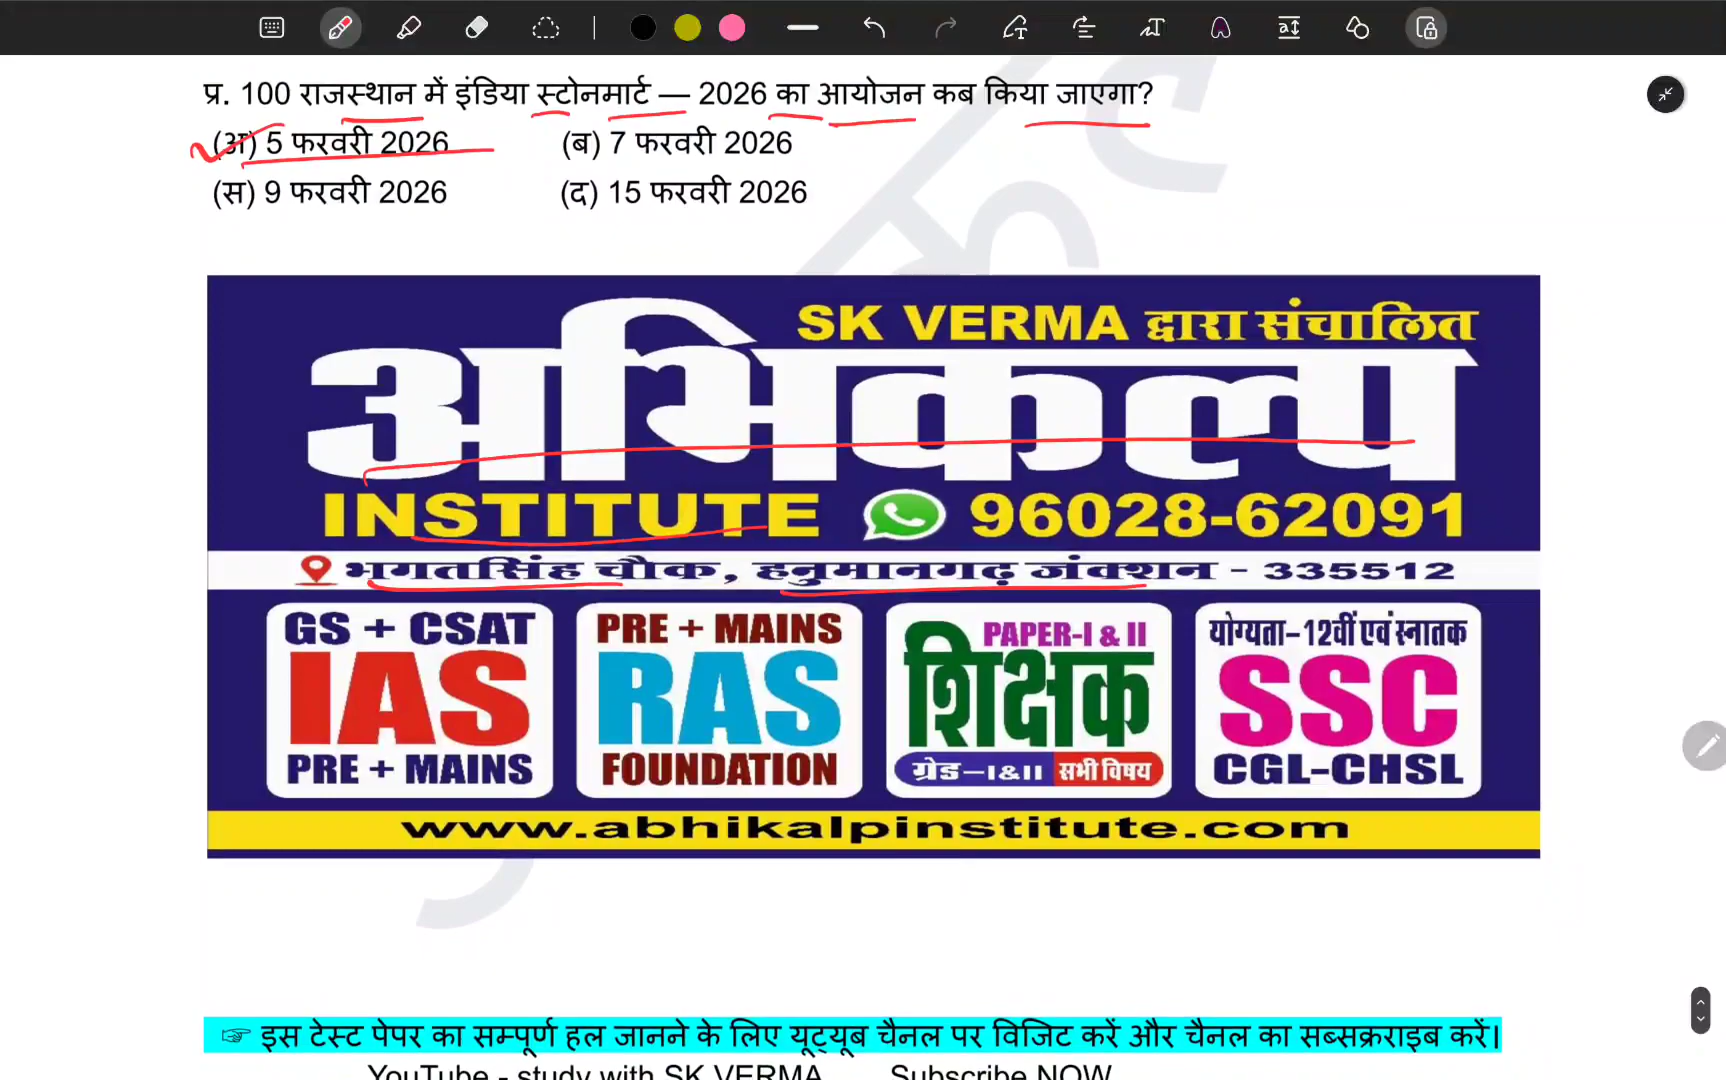 प्र. 100 राजस्थान में इंडिया स्टोनमार्ट — 2026 का आयोजन कब किया जाएगा?
(अ) 5 फरवरी 2026 (ब) 7 फरवरी 2026
(स) 9 फरवरी 2026 (द) 15 फरवरी 2026
SK VERMA द्वारा संचालित
अभिकल्प
INSTITUTE 96028-62091
भगतसिंह चौक, हनुमानगढ़ जंक्शन - 335512
GS + CSAT
IAS
PRE + MAINS
PRE + MAINS
RAS
FOUNDATION
PAPER-I & II
शिक्षक
ग्रेड-I&II सभी विषय
योग्यता-12वीं एवं स्नातक
SSC
CGL-CHSL
www.abhikalpinstitute.com
☞ इस टेस्ट पेपर का सम्पूर्ण हल जानने के लिए यूट्यूब चैनल पर विजिट करें और चैनल का सब्सक्राइब करें।
YouTube - study with SK VERMA Subscribe NOW